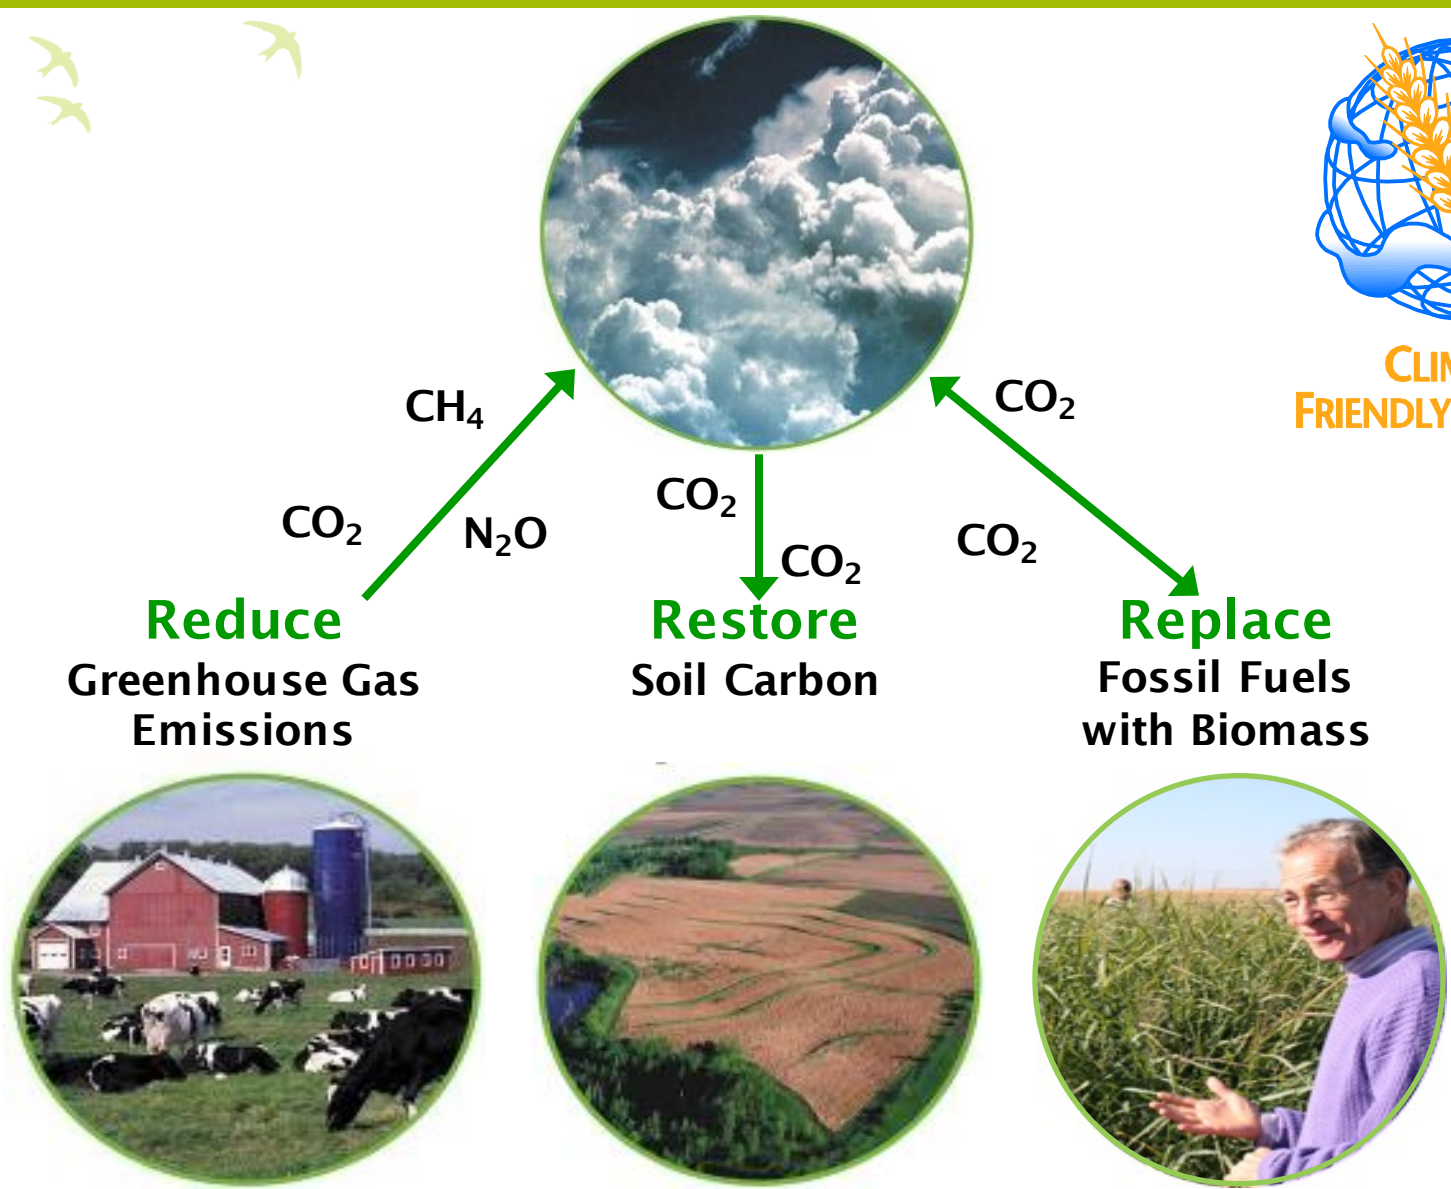 CH₄
CO₂
N₂O
CO₂
CO₂
CO₂
CO₂
Reduce
Greenhouse Gas
Emissions
Restore
Soil Carbon
Replace
Fossil Fuels
with Biomass
FRIENDLY